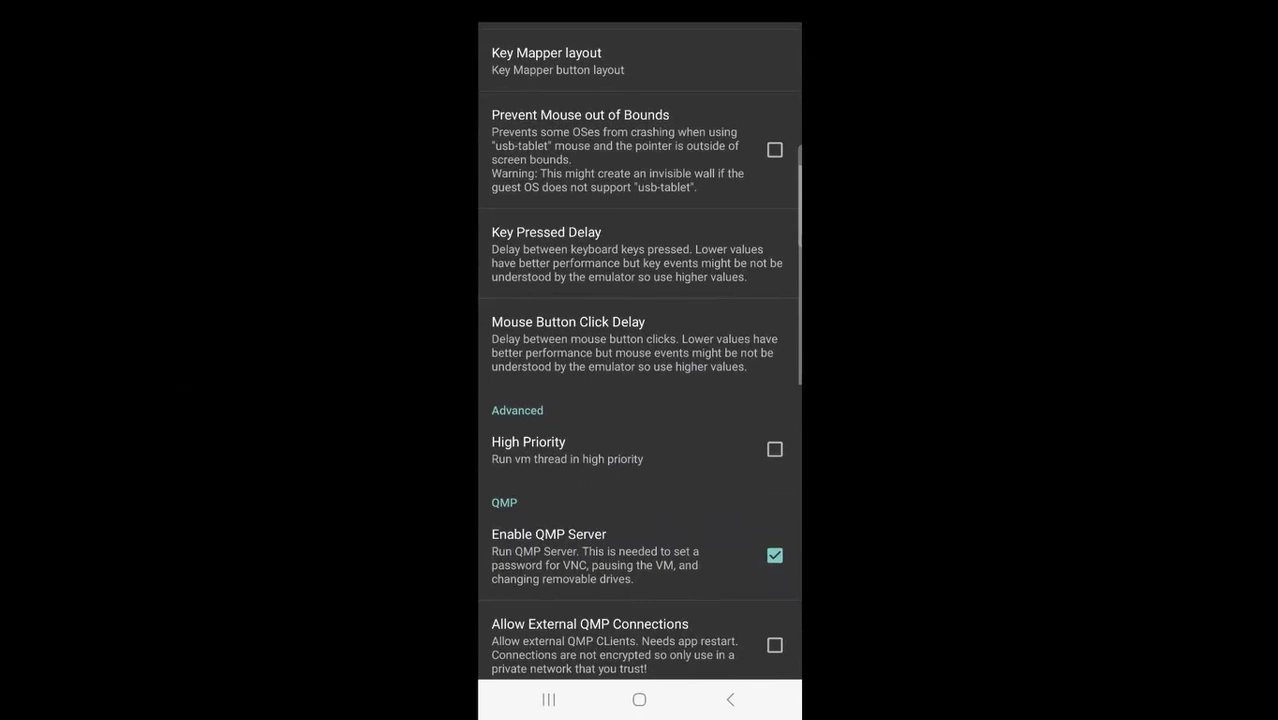 Key Mapper layout
Key Mapper button layout
Prevent Mouse out of Bounds
Prevents some OSes from crashing when using
"usb-tablet" mouse and the pointer is outside of
screen bounds.
Warning: This might create an invisible wall if the
guest OS does not support "usb-tablet".
Key Pressed Delay
Delay between keyboard keys pressed. Lower values
have better performance but key events might be not be
understood by the emulator so use higher values.
Mouse Button Click Delay
Delay between mouse button clicks. Lower values have
better performance but mouse events might be not be
understood by the emulator so use higher values.
Advanced
High Priority
Run vm thread in high priority
QMP
Enable QMP Server
Run QMP Server. This is needed to set a
password for VNC, pausing the VM, and
changing removable drives.
Allow External QMP Connections
Allow external QMP CLients. Needs app restart.
Connections are not encrypted so only use in a
private network that you trust!